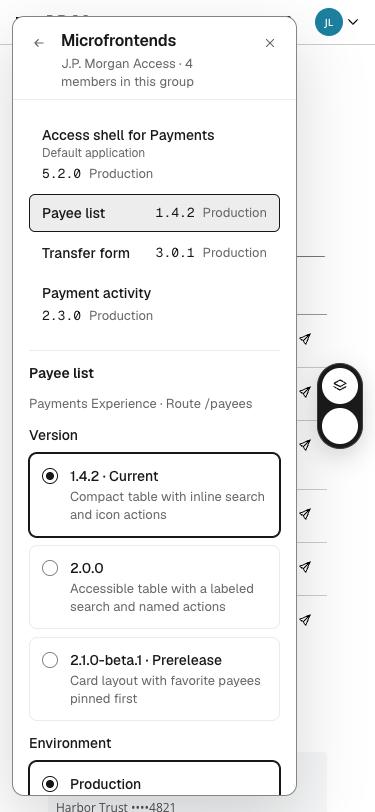 JL
Microfrontends
J.P. Morgan Access · 4
members in this group
Access shell for Payments
Default application
5.2.0 Production
Payee list 1.4.2 Production
Transfer form 3.0.1 Production
Payment activity
2.3.0 Production
Payee list
Payments Experience · Route /payees
Version
1.4.2 · Current
Compact table with inline search
and icon actions
2.0.0
Accessible table with a labeled
search and named actions
2.1.0-beta.1 · Prerelease
Card layout with favorite payees
pinned first
Environment
Production
Harbor Trust ••••4821